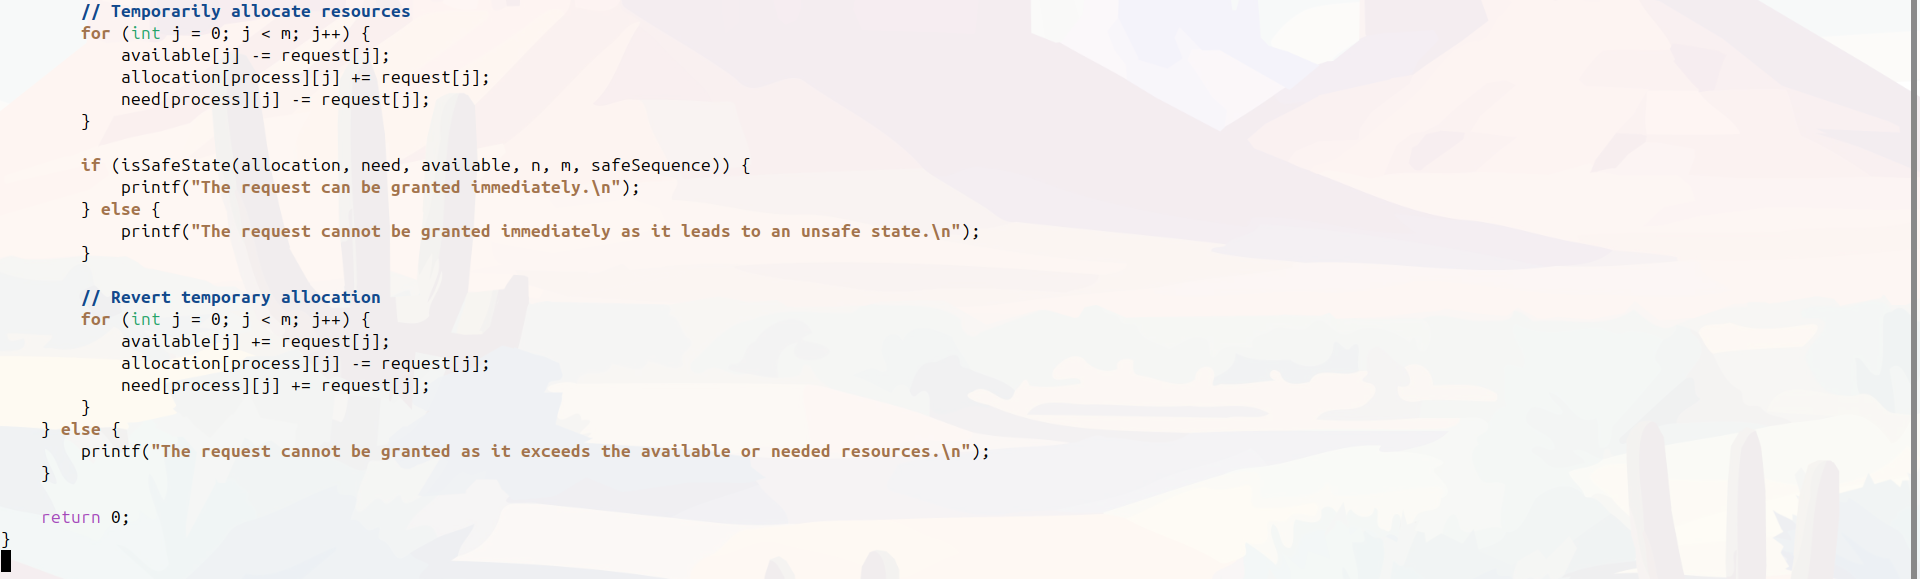 // Temporarily allocate resources
for (int j = 0; j < m; j++) {
available[j] -= request[j];
allocation[process][j] += request[j];
need[process][j] -= request[j];
}
if (isSafeState(allocation, need, available, n, m, safeSequence)) {
printf("The request can be granted immediately.\n");
} else {
printf("The request cannot be granted immediately as it leads to an unsafe state.\n");
}
// Revert temporary allocation
for (int j = 0; j < m; j++) {
available[j] += request[j];
allocation[process][j] -= request[j];
need[process][j] += request[j];
}
} else {
printf("The request cannot be granted as it exceeds the available or needed resources.\n");
}
return 0;
}